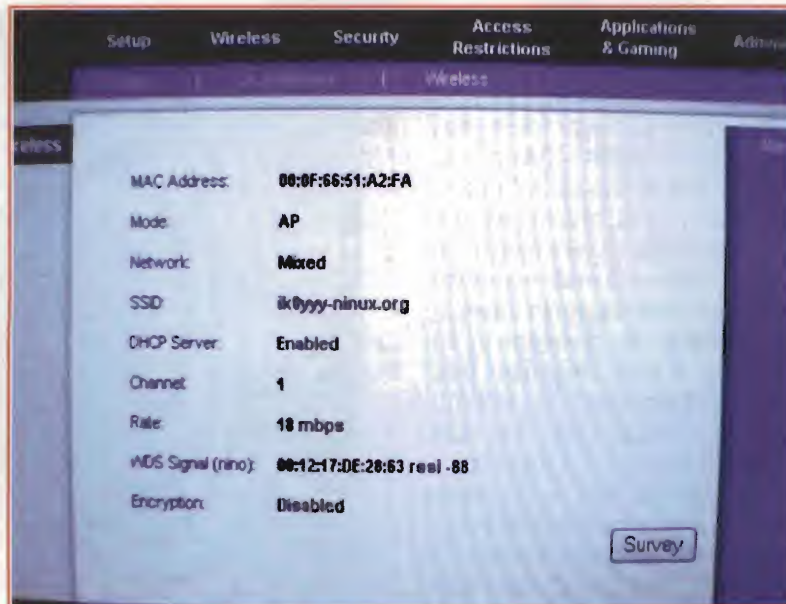 Setup Wireless Security Access Restrictions Applications & Gaming
Wireless
MAC Address: 00:0F:66:51:A2:FA
Mode: AP
Network: Mixed
SSID: ik0yyy-ninux.org
DHCP Server: Enabled
Channel: 1
Rate: 18 mbps
WDS Signal (nino): 00:12:17:DE:28:63 rssi -88
Encryption: Disabled
Survey